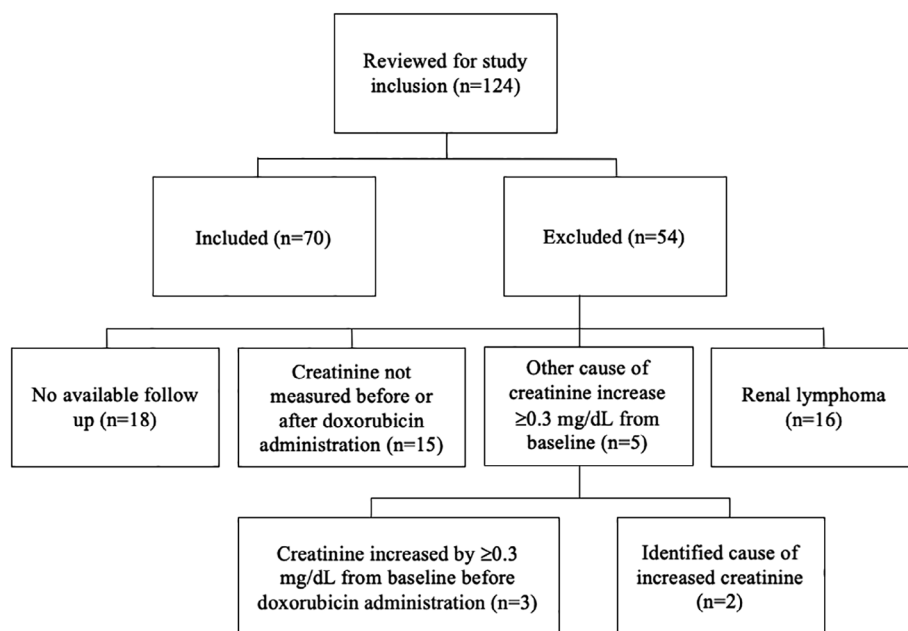 Reviewed for study
inclusion (n=124)
Included (n=70)
Excluded (n=54)
No available follow
up (n=18)
Creatinine not
measured before or
after doxorubicin
administration (n=15)
Other cause of
creatinine increase
≥0.3 mg/dL from
baseline (n=5)
Renal lymphoma
(n=16)
Creatinine increased by ≥0.3
mg/dL from baseline before
doxorubicin administration (n=3)
Identified cause of
increased creatinine
(n=2)